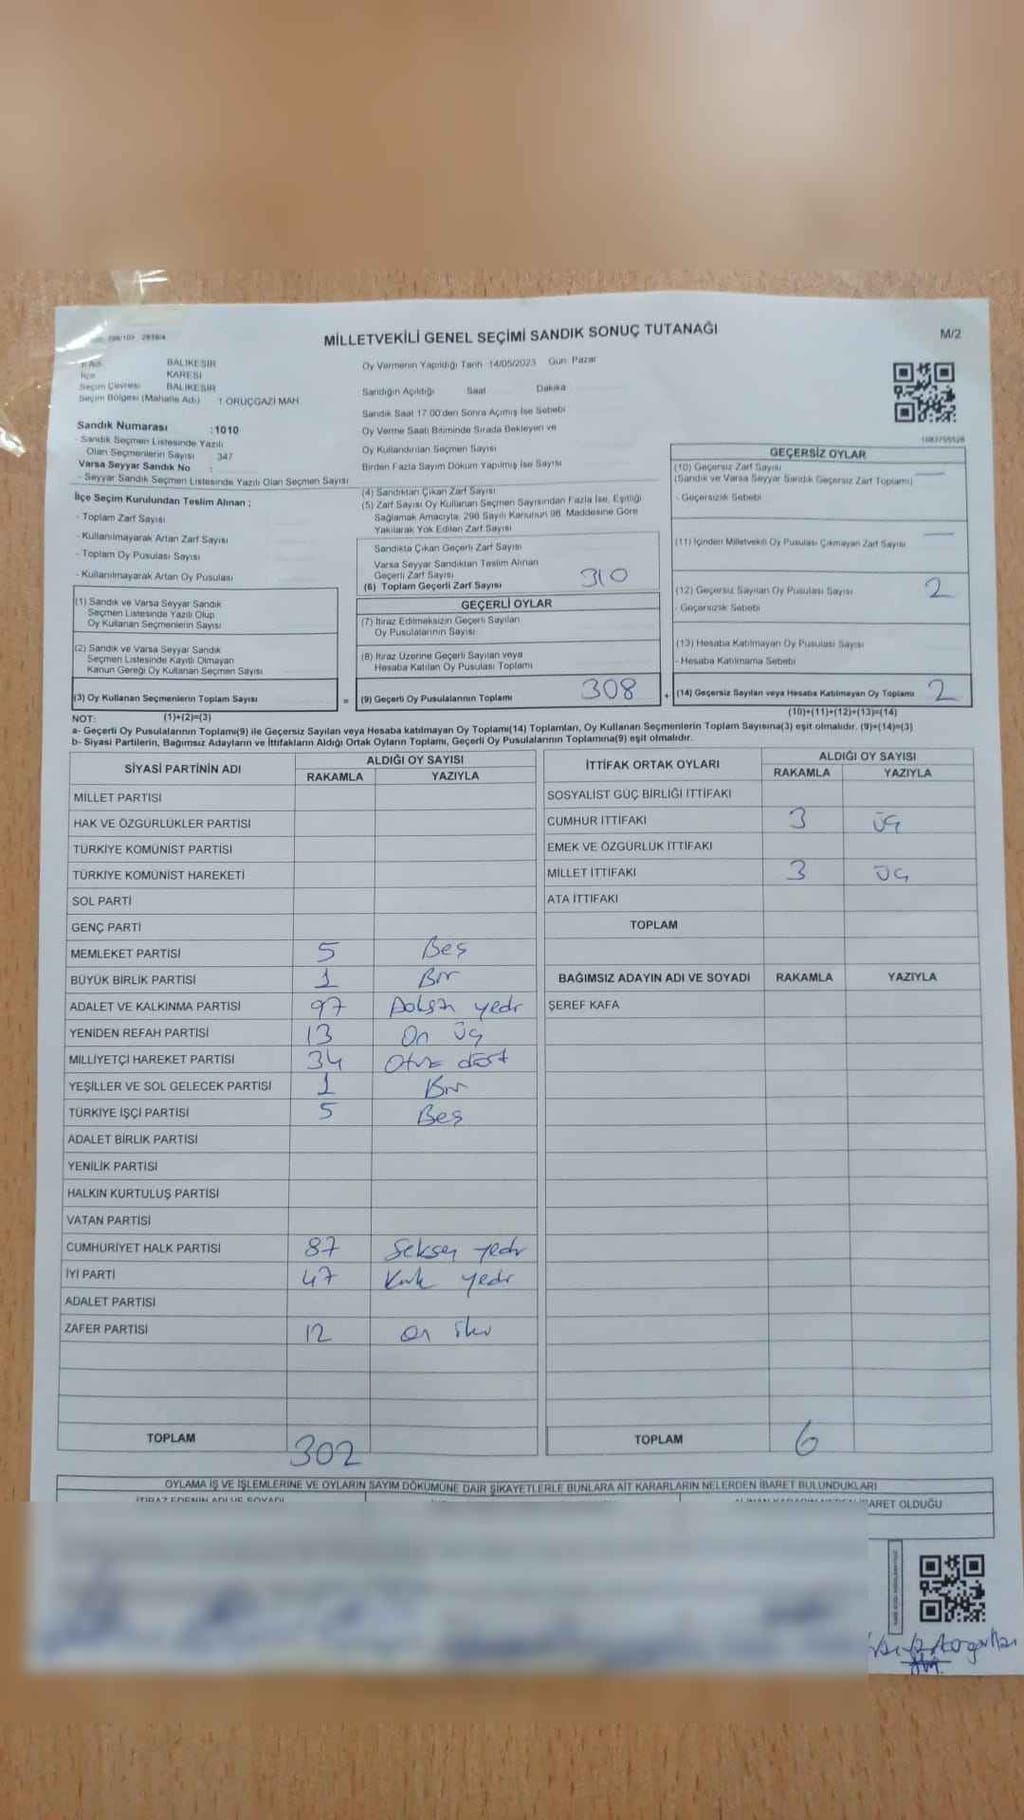 MİLLETVEKİLİ GENEL SEÇİMİ SANDIK SONUÇ TUTANAĞI
M/2
BALIKESİR
KARESİ
Seçim Çevresi BALIKESİR
Seçim Bölgesi (Mahalle Adı) : ORUÇGAZİ MAH.
Sandık Numarası :1010
- Sandık Seçmen Listesinde Yazılı
Olan Seçmenlerin Sayısı 347
Varsa Seyyar Sandık No :
- Seyyar Sandık Seçmen Listesinde Yazılı Olan Seçmen Sayısı
Oy Vermenin Yapıldığı Tarih 14/05/2023 Gün: Pazar
Sandığın Açıldığı Saat Dakika
Sandık Saat 17.00'den Sonra Açmış İse Sebebi
Oy Verme Saati Bitiminde Sırada Bekleyen ve
Oy Kullandırılan Seçmen Sayısı
Birden Fazla Sayım Döküm Yapılmış İse Sayısı
İlçe Seçim Kurulundan Teslim Alınan :
- Toplam Zarf Sayısı
- Kullanılmayarak Artan Zarf Sayısı
- Toplam Oy Pusulası Sayısı
- Kullanılmayarak Artan Oy Pusulası
(1) Sandık ve Varsa Seyyar Sandık
Seçmen Listesinde Yazılı Olup
Oy Kullanan Seçmenlerin Sayısı
(2) Sandık ve Varsa Seyyar Sandık
Seçmen Listesinde Kayıtlı Olmayan
Kanun Gereği Oy Kullanan Seçmen Sayısı
(3) Oy Kullanan Seçmenlerin Toplam Sayısı
(4) Sandıktan Çıkan Zarf Sayısı
(5) Zarf Sayısı Oy Kullanan Seçmen Sayısından Fazla İse, Eşitliği
Sağlamak Amacıyla; 298 Sayılı Kanunun 98. Maddesine Göre
Yakılarak Yok Edilen Zarf Sayısı
Sandıkta Çıkan Geçerli Zarf Sayısı
Varsa Seyyar Sandıktan Teslim Alınan
Geçerli Zarf Sayısı
(6) Toplam Geçerli Zarf Sayısı 310
GEÇERLİ OYLAR
(7) İtiraz Edilmeksizin Geçerli Sayılan
Oy Pusulalarının Sayısı
(8) İtiraz Üzerine Geçerli Sayılan veya
Hesaba Katılan Oy Pusulası Toplamı
= (9) Geçerli Oy Pusulalarının Toplamı 308
GEÇERSİZ OYLAR
(10) Geçersiz Zarf Sayısı
(Sandık ve Varsa Seyyar Sandık Geçersiz Zarf Toplamı)
- Geçersizlik Sebebi
(11) İçinden Milletvekili Oy Pusulası Çıkmayan Zarf Sayısı
(12) Geçersiz Sayılan Oy Pusulası Sayısı 2
- Geçersizlik Sebebi
(13) Hesaba Katılmayan Oy Pusulası Sayısı
- Hesaba Katılmama Sebebi
+ (14) Geçersiz Sayılan veya Hesaba Katılmayan Oy Toplamı 2
NOT: (1)+(2)=(3)
(10)+(11)+(12)+(13)=(14)
a- Geçerli Oy Pusulalarının Toplamı(9) ile Geçersiz Sayılan veya Hesaba katılmayan Oy Toplamı(14) Toplamları, Oy Kullanan Seçmenlerin Toplam Sayısına(3) eşit olmalıdır. (9)+(14)=(3)
b- Siyasi Partilerin, Bağımsız Adayların ve İttifakların Aldığı Ortak Oyların Toplamı, Geçerli Oy Pusulalarının Toplamına(9) eşit olmalıdır.
SİYASİ PARTİNİN ADI ALDIĞI OY SAYISI
RAKAMLA YAZIYLA
MİLLET PARTİSİ
HAK VE ÖZGÜRLÜKLER PARTİSİ
TÜRKİYE KOMÜNİST PARTİSİ
TÜRKİYE KOMÜNİST HAREKETİ
SOL PARTİ
GENÇ PARTİ
MEMLEKET PARTİSİ 5 Beş
BÜYÜK BİRLİK PARTİSİ 1 Bir
ADALET VE KALKINMA PARTİSİ 97 Doksan yedi
YENİDEN REFAH PARTİSİ 13 On üç
MİLLİYETÇİ HAREKET PARTİSİ 34 Otuz dört
YEŞİLLER VE SOL GELECEK PARTİSİ 1 Bir
TÜRKİYE İŞÇİ PARTİSİ 5 Beş
ADALET BİRLİK PARTİSİ
YENİLİK PARTİSİ
HALKIN KURTULUŞ PARTİSİ
VATAN PARTİSİ
CUMHURİYET HALK PARTİSİ 87 Seksen yedi
İYİ PARTİ 47 Kırk yedi
ADALET PARTİSİ
ZAFER PARTİSİ 12 on iki
TOPLAM 302
İTTİFAK ORTAK OYLARI ALDIĞI OY SAYISI
RAKAMLA YAZIYLA
SOSYALİST GÜÇ BİRLİĞİ İTTİFAKI
CUMHUR İTTİFAKI 3 üç
EMEK VE ÖZGÜRLÜK İTTİFAKI
MİLLET İTTİFAKI 3 üç
ATA İTTİFAKI
TOPLAM
BAĞIMSIZ ADAYIN ADI VE SOYADI RAKAMLA YAZIYLA
ŞEREF KAFA
TOPLAM 6
OYLAMA İŞ VE İŞLEMLERİNE VE OYLARIN SAYIM DÖKÜMÜNE DAİR ŞİKAYETLERLE BUNLARA AİT KARARLARIN NELERDEN İBARET BULUNDUKLARI
İTİRAZ EDENİN ADI VE SOYADI
OLDUĞU